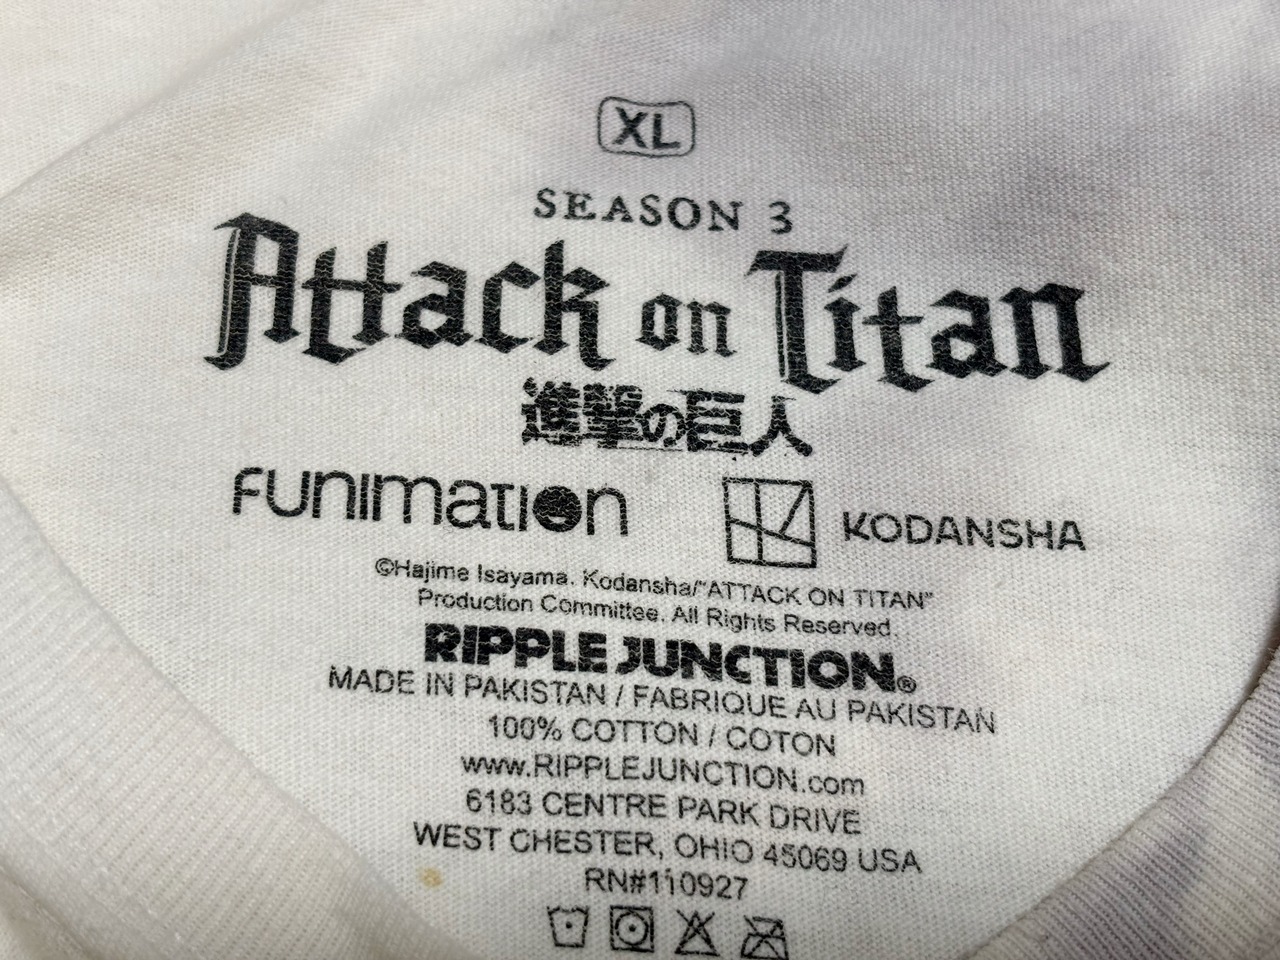 XL
SEASON 3
Attack on Titan
進撃の巨人
FUNIMATION KODANSHA
©Hajime Isayama. Kodansha/"ATTACK ON TITAN"
Production Committee. All Rights Reserved.
RIPPLE JUNCTION®
MADE IN PAKISTAN / FABRIQUE AU PAKISTAN
100% COTTON / COTON
www.RIPPLEJUNCTION.com
6183 CENTRE PARK DRIVE
WEST CHESTER, OHIO 45069 USA
RN#110927